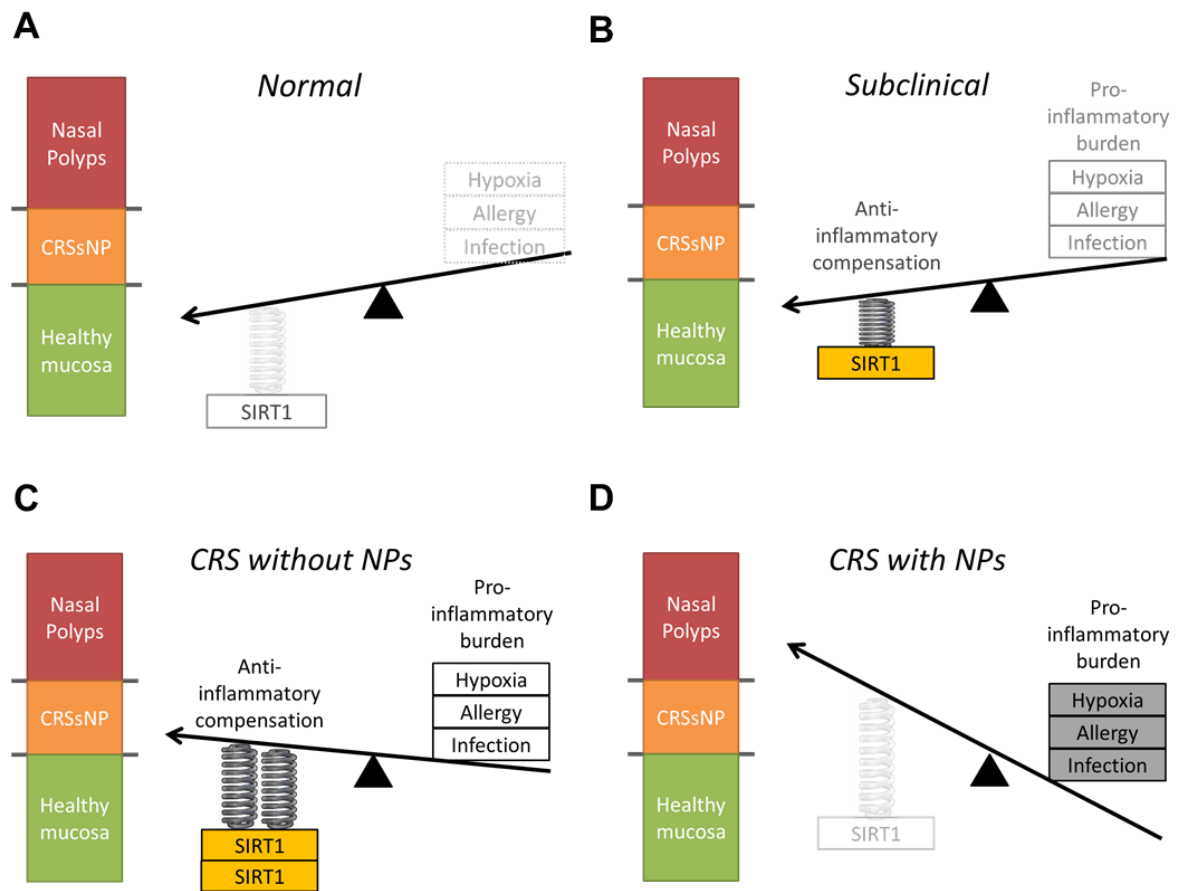 A
Normal
Nasal
Polyps
CRSsNP
Healthy
mucosa
Hypoxia
Allergy
Infection
SIRT1
B
Subclinical
Nasal
Polyps
CRSsNP
Healthy
mucosa
Pro-
inflammatory
burden
Hypoxia
Allergy
Infection
Anti-
inflammatory
compensation
SIRT1
C
CRS without NPs
Nasal
Polyps
CRSsNP
Healthy
mucosa
Pro-
inflammatory
burden
Hypoxia
Allergy
Infection
Anti-
inflammatory
compensation
SIRT1
SIRT1
D
CRS with NPs
Nasal
Polyps
CRSsNP
Healthy
mucosa
Pro-
inflammatory
burden
Hypoxia
Allergy
Infection
SIRT1